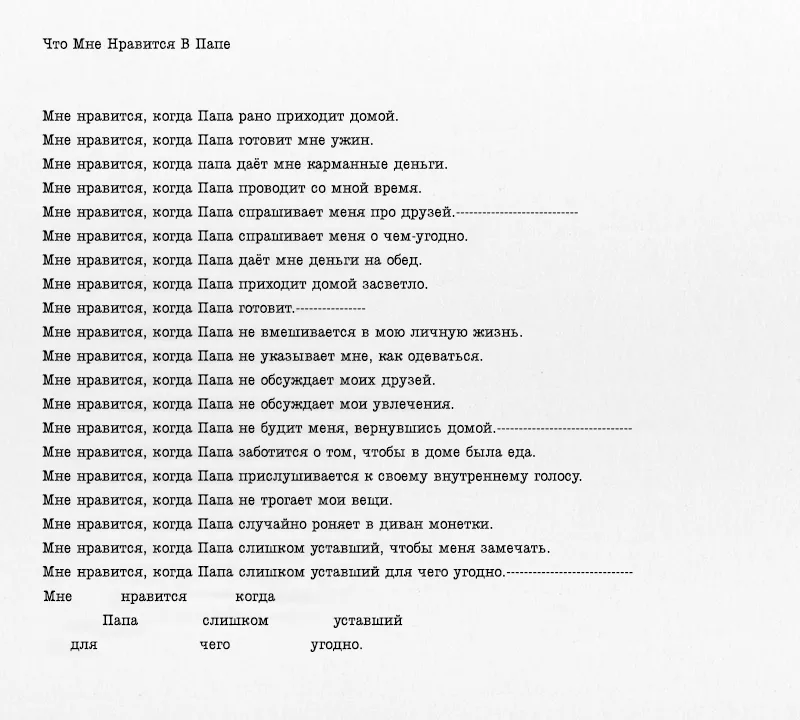 Что Мне Нравится В Папе
Мне нравится, когда Папа рано приходит домой.
Мне нравится, когда Папа готовит мне ужин.
Мне нравится, когда папа даёт мне карманные деньги.
Мне нравится, когда Папа проводит со мной время.
Мне нравится, когда Папа спрашивает меня про друзей.----------------------------
Мне нравится, когда Папа спрашивает меня о чем-угодно.
Мне нравится, когда Папа даёт мне деньги на обед.
Мне нравится, когда Папа приходит домой засветло.
Мне нравится, когда Папа готовит.----------------
Мне нравится, когда Папа не вмешивается в мою личную жизнь.
Мне нравится, когда Папа не указывает мне, как одеваться.
Мне нравится, когда Папа не обсуждает моих друзей.
Мне нравится, когда Папа не обсуждает мои увлечения.
Мне нравится, когда Папа не будит меня, вернувшись домой.-------------------------------
Мне нравится, когда Папа заботится о том, чтобы в доме была еда.
Мне нравится, когда Папа прислушивается к своему внутреннему голосу.
Мне нравится, когда Папа не трогает мои вещи.
Мне нравится, когда Папа случайно роняет в диван монетки.
Мне нравится, когда Папа слишком уставший, чтобы меня замечать.
Мне нравится, когда Папа слишком уставший для чего угодно.-----------------------------
Мне нравится когда
Папа слишком уставший
для чего угодно.